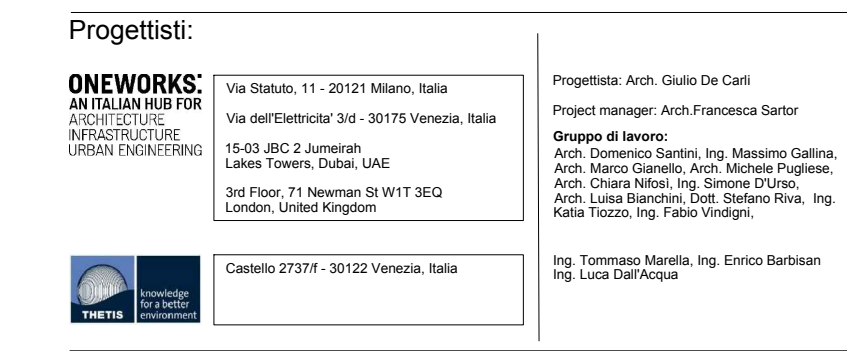 Progettisti:
ONEWORKS:
AN ITALIAN HUB FOR
ARCHITECTURE
INFRASTRUCTURE
URBAN ENGINEERING
Via Statuto, 11 - 20121 Milano, Italia
Via dell'Elettricita' 3/d - 30175 Venezia, Italia
15-03 JBC 2 Jumeirah
Lakes Towers, Dubai, UAE
3rd Floor, 71 Newman St W1T 3EQ
London, United Kingdom
Progettista: Arch. Giulio De Carli
Project manager: Arch.Francesca Sartor
Gruppo di lavoro:
Arch. Domenico Santini, Ing. Massimo Gallina,
Arch. Marco Gianello, Arch. Michele Pugliese,
Arch. Chiara Nifosì, Ing. Simone D'Urso,
Arch. Luisa Bianchini, Dott. Stefano Riva, Ing.
Katia Tiozzo, Ing. Fabio Vindigni,
THETIS
knowledge
for a better
environment
Castello 2737/f - 30122 Venezia, Italia
Ing. Tommaso Marella, Ing. Enrico Barbisan
Ing. Luca Dall'Acqua